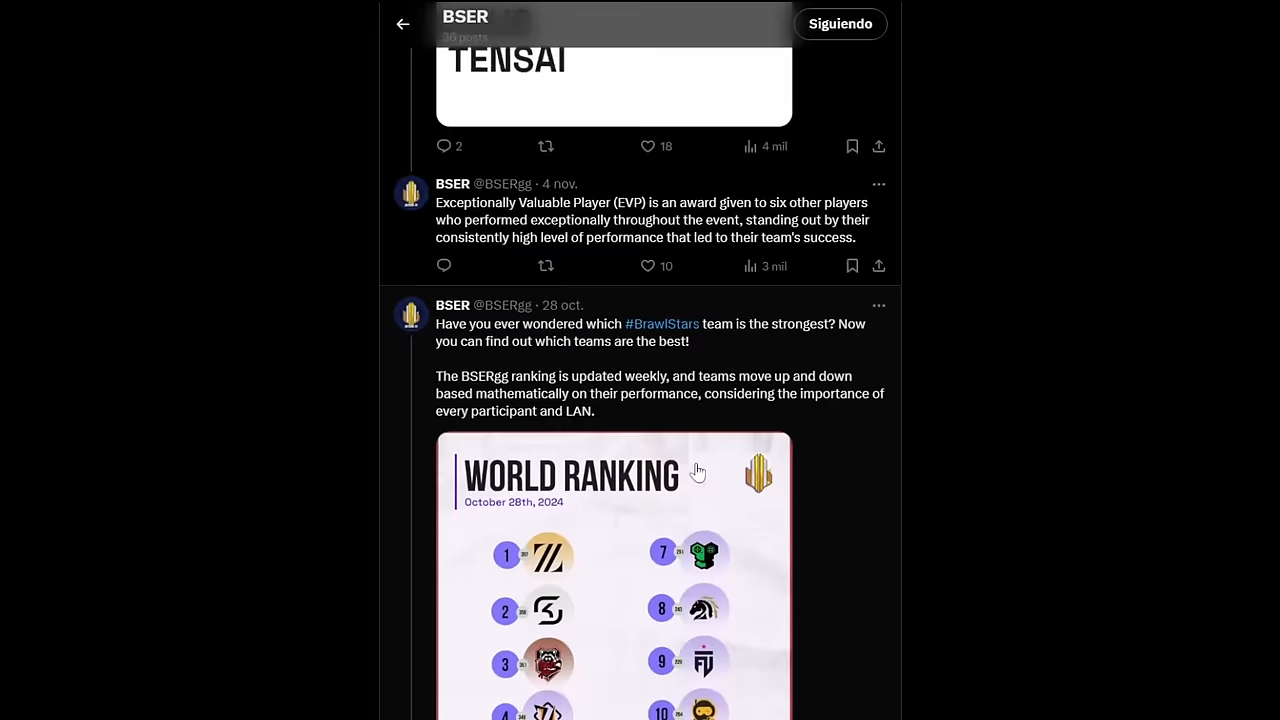 BSER
36 posts
Siguiendo
TENSAI
2
18
4 mil
BSER @BSERgg · 4 nov.
Exceptionally Valuable Player (EVP) is an award given to six other players
who performed exceptionally throughout the event, standing out by their
consistently high level of performance that led to their team's success.
10
3 mil
BSER @BSERgg · 28 oct.
Have you ever wondered which #BrawlStars team is the strongest? Now
you can find out which teams are the best!
The BSERgg ranking is updated weekly, and teams move up and down
based mathematically on their performance, considering the importance of
every participant and LAN.
WORLD RANKING
October 28th, 2024
1
7
2
8
3
9
4
10